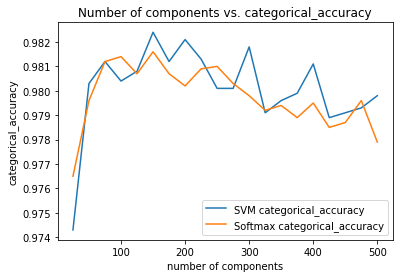 Number of components vs. categorical_accuracy
0.982
0.981
0.980
0.979
0.978
0.977
0.976
0.975
0.974
categorical_accuracy
SVM categorical_accuracy
Softmax categorical_accuracy
100 200 300 400 500
number of components